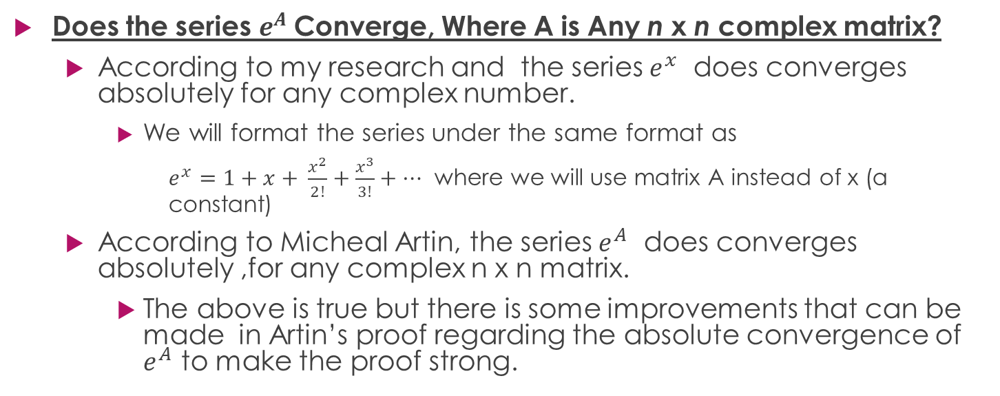 Does the series e^A Converge, Where A is Any n x n complex matrix?
According to my research and the series e^x does converges
absolutely for any complex number.
We will format the series under the same format as
e^x = 1 + x + x^2/2! + x^3/3! + ⋯ where we will use matrix A instead of x (a
constant)
According to Micheal Artin, the series e^A does converges
absolutely ,for any complex n x n matrix.
The above is true but there is some improvements that can be
made in Artin’s proof regarding the absolute convergence of
e^A to make the proof strong.